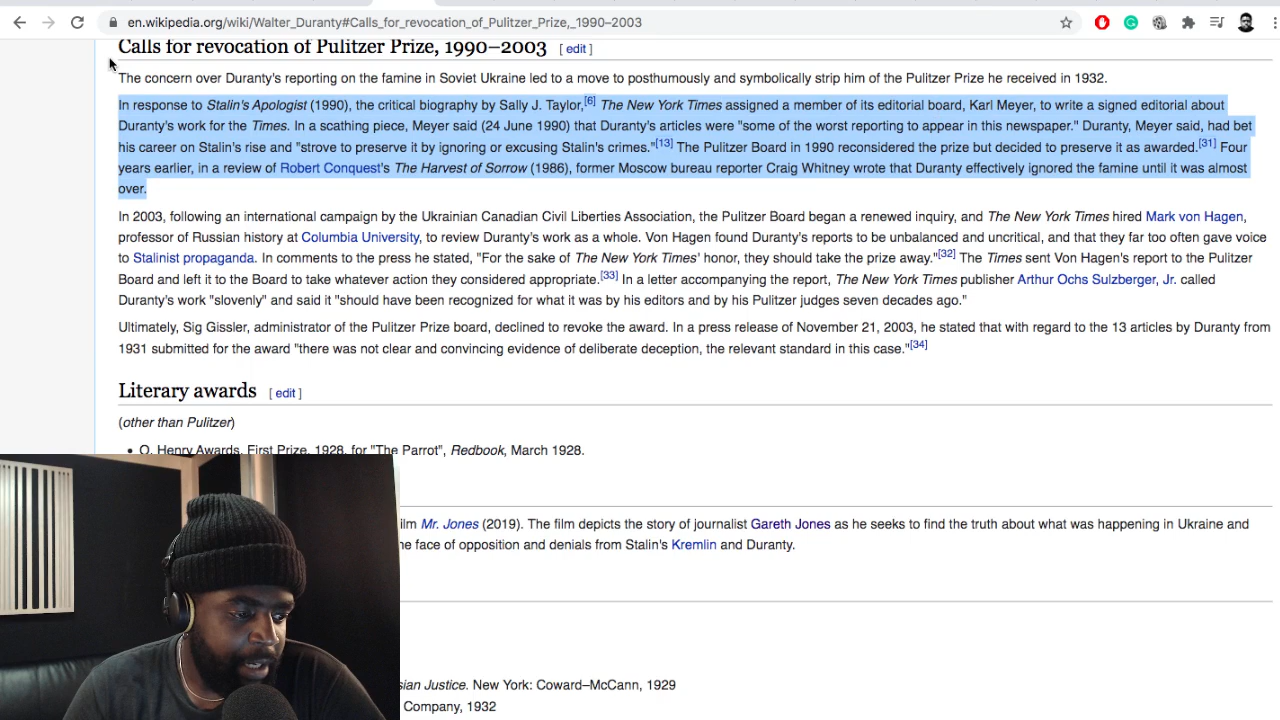 en.wikipedia.org/wiki/Walter_Duranty#Calls_for_revocation_of_Pulitzer_Prize,_1990–2003
Calls for revocation of Pulitzer Prize, 1990–2003 [ edit ]
The concern over Duranty's reporting on the famine in Soviet Ukraine led to a move to posthumously and symbolically strip him of the Pulitzer Prize he received in 1932.
In response to Stalin's Apologist (1990), the critical biography by Sally J. Taylor,[6] The New York Times assigned a member of its editorial board, Karl Meyer, to write a signed editorial about
Duranty's work for the Times. In a scathing piece, Meyer said (24 June 1990) that Duranty's articles were "some of the worst reporting to appear in this newspaper." Duranty, Meyer said, had bet
his career on Stalin's rise and "strove to preserve it by ignoring or excusing Stalin's crimes."[13] The Pulitzer Board in 1990 reconsidered the prize but decided to preserve it as awarded.[31] Four
years earlier, in a review of Robert Conquest's The Harvest of Sorrow (1986), former Moscow bureau reporter Craig Whitney wrote that Duranty effectively ignored the famine until it was almost
over.
In 2003, following an international campaign by the Ukrainian Canadian Civil Liberties Association, the Pulitzer Board began a renewed inquiry, and The New York Times hired Mark von Hagen,
professor of Russian history at Columbia University, to review Duranty's work as a whole. Von Hagen found Duranty's reports to be unbalanced and uncritical, and that they far too often gave voice
to Stalinist propaganda. In comments to the press he stated, "For the sake of The New York Times' honor, they should take the prize away."[32] The Times sent Von Hagen's report to the Pulitzer
Board and left it to the Board to take whatever action they considered appropriate.[33] In a letter accompanying the report, The New York Times publisher Arthur Ochs Sulzberger, Jr. called
Duranty's work "slovenly" and said it "should have been recognized for what it was by his editors and by his Pulitzer judges seven decades ago."
Ultimately, Sig Gissler, administrator of the Pulitzer Prize board, declined to revoke the award. In a press release of November 21, 2003, he stated that with regard to the 13 articles by Duranty from
1931 submitted for the award "there was not clear and convincing evidence of deliberate deception, the relevant standard in this case."[34]
Literary awards [ edit ]
(other than Pulitzer)
• O. Henry Awards, First Prize, 1928, for "The Parrot", Redbook, March 1928.
ilm Mr. Jones (2019). The film depicts the story of journalist Gareth Jones as he seeks to find the truth about what was happening in Ukraine and
he face of opposition and denials from Stalin's Kremlin and Duranty.
sian Justice. New York: Coward–McCann, 1929
Company, 1932